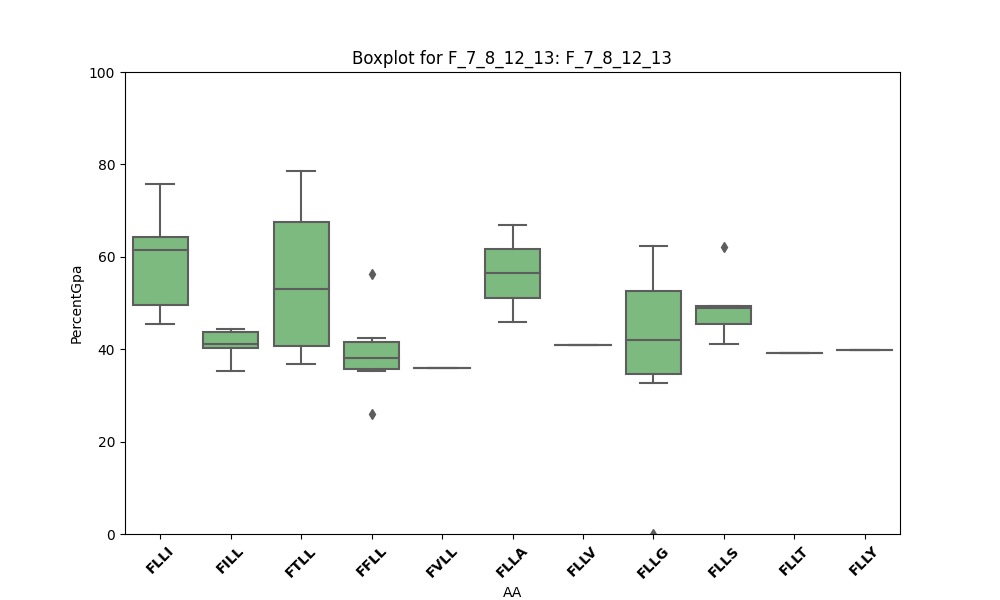 Boxplot for F_7_8_12_13: F_7_8_12_13
100
80
60
40
20
0
PercentGpa
FLLI
FILL
FTLL
FFLL
FVLL
FLLA
FLLV
FLLG
FLLS
FLLT
FLLY
AA